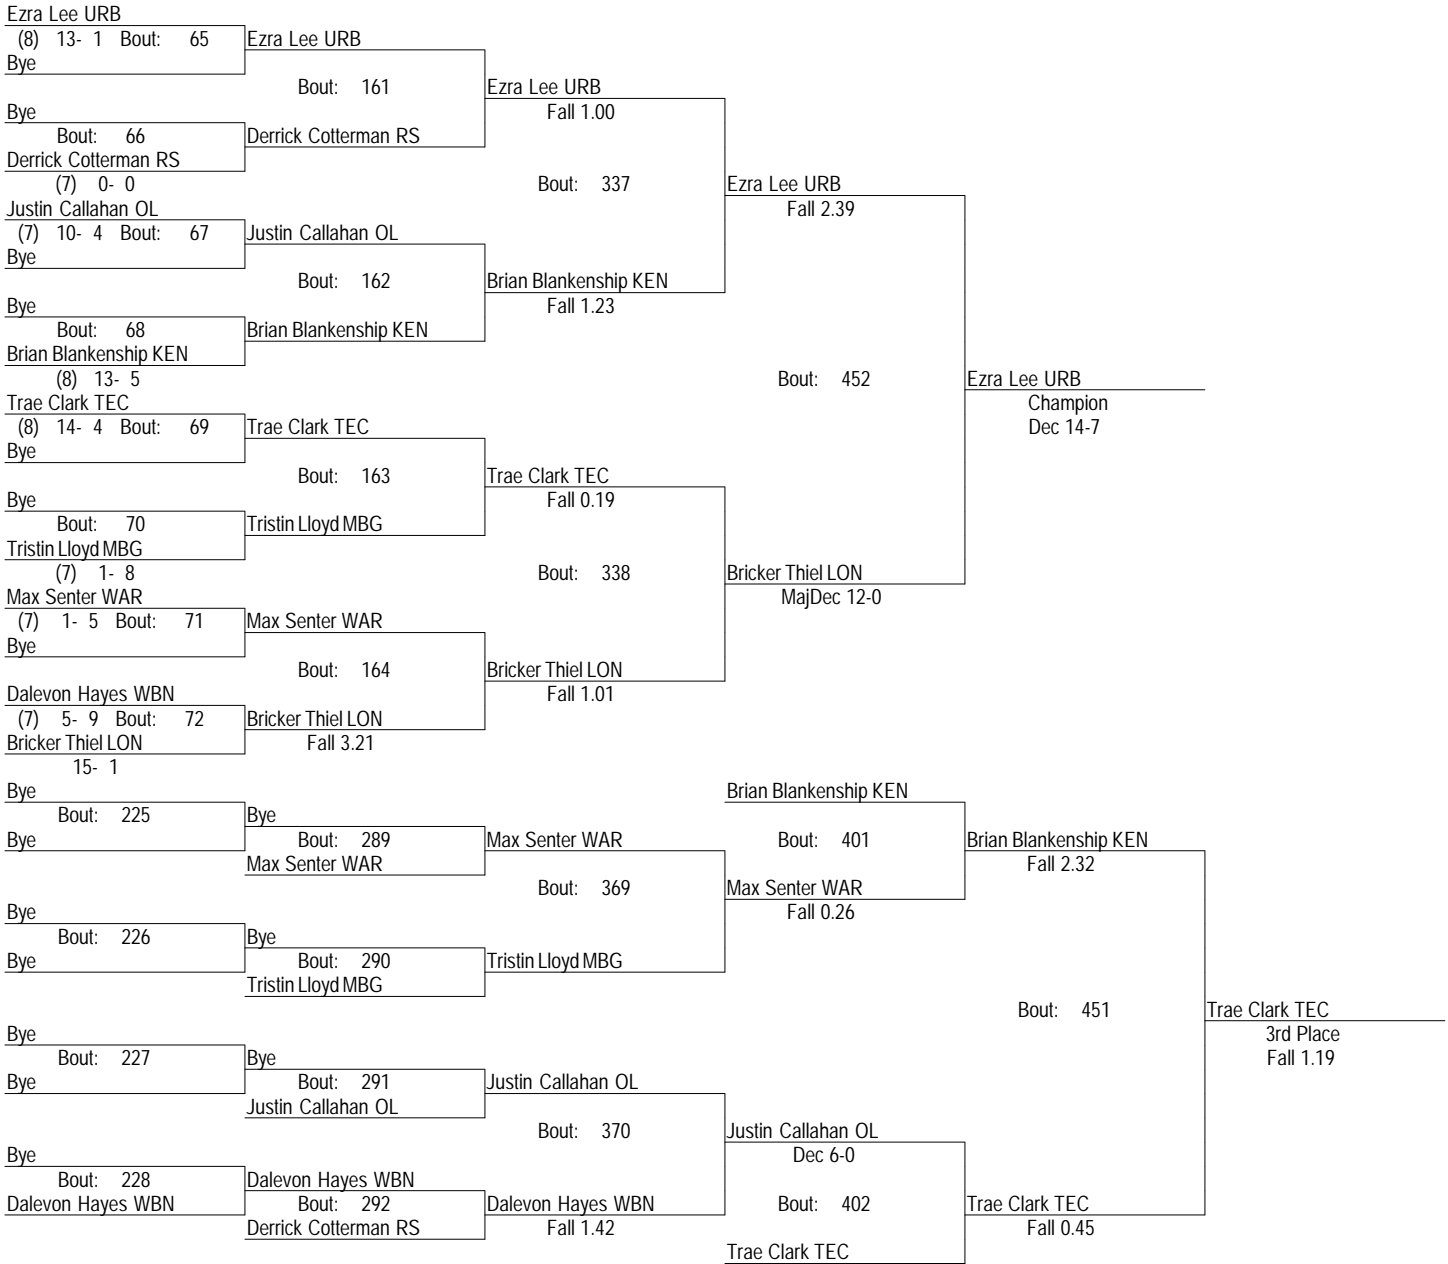 Ezra Lee URB
(8) 13- 1 Bout: 65 Ezra Lee URB
Bye
Bout: 161 Ezra Lee URB
Bye Fall 1.00
Bout: 66 Derrick Cotterman RS
Derrick Cotterman RS
(7) 0- 0 Bout: 337 Ezra Lee URB
Justin Callahan OL Fall 2.39
(7) 10- 4 Bout: 67 Justin Callahan OL
Bye
Bout: 162 Brian Blankenship KEN
Bye Fall 1.23
Bout: 68 Brian Blankenship KEN
Brian Blankenship KEN
(8) 13- 5 Bout: 452 Ezra Lee URB
Trae Clark TEC Champion
(8) 14- 4 Bout: 69 Trae Clark TEC Dec 14-7
Bye
Bout: 163 Trae Clark TEC
Bye Fall 0.19
Bout: 70 Tristin Lloyd MBG
Tristin Lloyd MBG
(7) 1- 8 Bout: 338 Bricker Thiel LON
Max Senter WAR MajDec 12-0
(7) 1- 5 Bout: 71 Max Senter WAR
Bye
Bout: 164 Bricker Thiel LON
Dalevon Hayes WBN Fall 1.01
(7) 5- 9 Bout: 72 Bricker Thiel LON
Bricker Thiel LON Fall 3.21
15- 1
Bye Brian Blankenship KEN
Bout: 225 Bye
Bye Bout: 289 Max Senter WAR Bout: 401 Brian Blankenship KEN
Max Senter WAR Fall 2.32
Bout: 369 Max Senter WAR
Bye Fall 0.26
Bout: 226 Bye
Bye Bout: 290 Tristin Lloyd MBG
Tristin Lloyd MBG
Bout: 451 Trae Clark TEC
Bye 3rd Place
Bout: 227 Bye Fall 1.19
Bye Bout: 291 Justin Callahan OL
Justin Callahan OL
Bout: 370 Justin Callahan OL
Bye Dec 6-0
Bout: 228 Dalevon Hayes WBN
Dalevon Hayes WBN Bout: 292 Dalevon Hayes WBN Bout: 402 Trae Clark TEC
Derrick Cotterman RS Fall 1.42 Fall 0.45
Trae Clark TEC